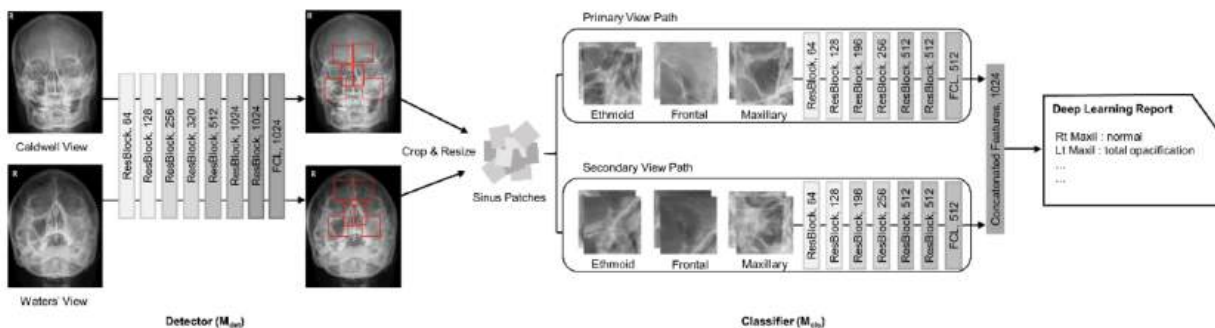 R
Caldwell View
R
Waters' View
ResBlock, 64
ResBlock, 128
ResBlock, 256
ResBlock, 320
ResBlock, 512
ResBlock, 1024
ResBlock, 1024
FCL, 1024
R
R
Detector (M_det)
Crop & Resize
Sinus Patches
Primary View Path
Ethmoid
Frontal
Maxillary
ResBlock, 64
ResBlock, 128
ResBlock, 196
ResBlock, 256
ResBlock, 512
ResBlock, 512
FCL, 512
Secondary View Path
Ethmoid
Frontal
Maxillary
ResBlock, 64
ResBlock, 128
ResBlock, 196
ResBlock, 256
ResBlock, 512
ResBlock, 512
FCL, 512
Classifier (M_cls)
Concatenated Features, 1024
Deep Learning Report
Rt Maxil : normal
Lt Maxil : total opacification
...
...